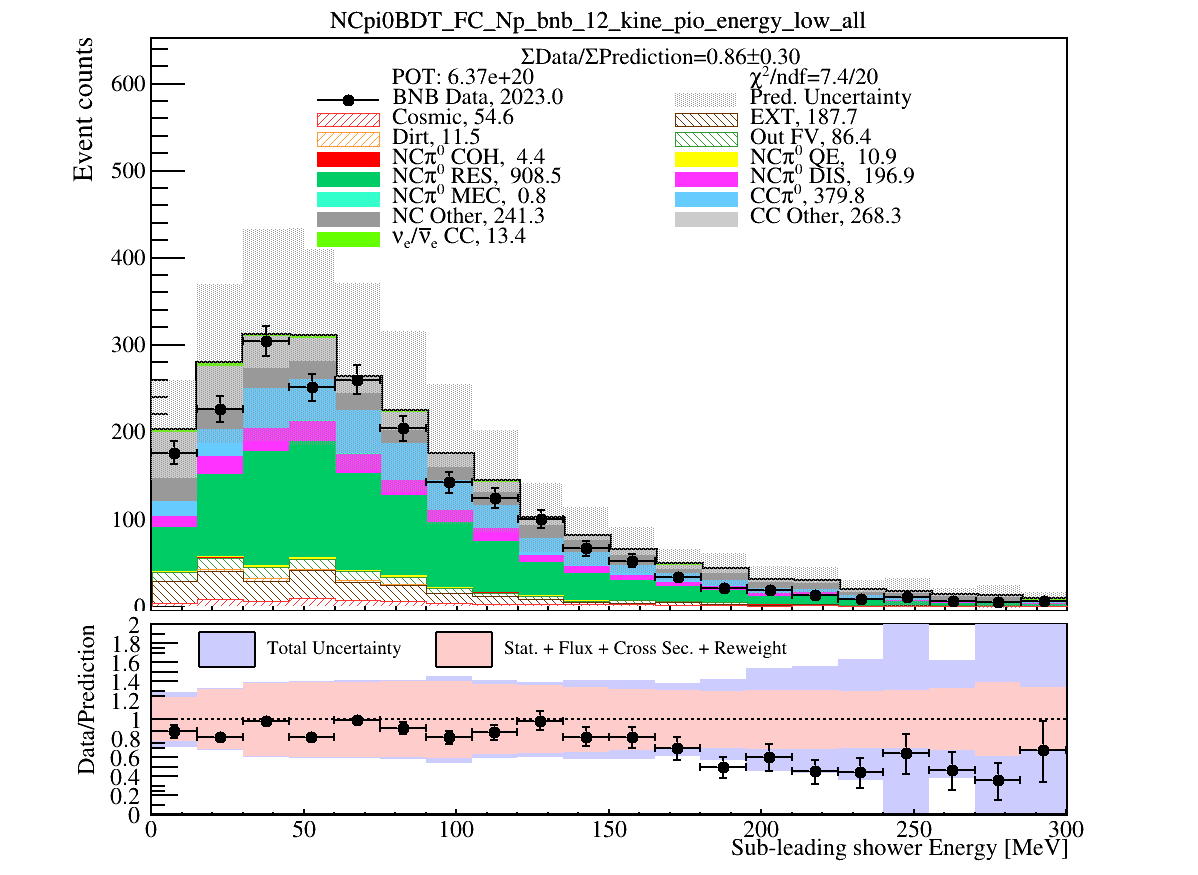 NCpi0BDT_FC_Np_bnb_12_kine_pio_energy_low_all
ΣData/ΣPrediction=0.86±0.30
POT: 6.37e+20
χ²/ndf=7.4/20
BNB Data, 2023.0
Pred. Uncertainty
Cosmic, 54.6
EXT, 187.7
Dirt, 11.5
Out FV, 86.4
NCπ⁰ COH, 4.4
NCπ⁰ QE, 10.9
NCπ⁰ RES, 908.5
NCπ⁰ DIS, 196.9
NCπ⁰ MEC, 0.8
CCπ⁰, 379.8
NC Other, 241.3
CC Other, 268.3
νₑ/ν̅ₑ CC, 13.4
Event counts
600
500
400
300
200
100
0
Total Uncertainty
Stat. + Flux + Cross Sec. + Reweight
Data/Prediction
2
1.8
1.6
1.4
1.2
1
0.8
0.6
0.4
0.2
0
0 50 100 150 200 250 300
Sub-leading shower Energy [MeV]